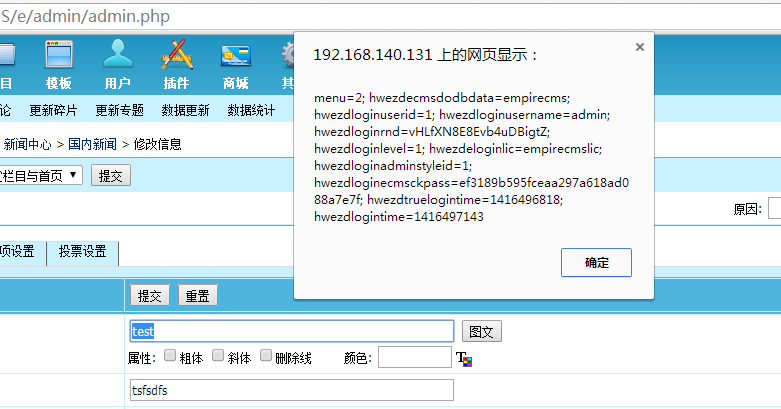 S/e/admin/admin.php
目 模板 用户 插件 商城 其
论 更新碎片 更新专题 数据更新 数据统计
新闻中心 > 国内新闻 > 修改信息
栏目与首页 提交
原因:
项设置 投票设置
提交 重置
test 图文
属性: 粗体 斜体 删除线 颜色: T
tsfsdfs
192.168.140.131 上的网页显示：
menu=2; hwezdecmsdodbdata=empirecms;
hwezdloginuserid=1; hwezdloginusername=admin;
hwezdloginrnd=vHLfXN8E8Evb4uDBigtZ;
hwezdloginlevel=1; hwezdeloginlic=empirecmslic;
hwezdloginadminstyleid=1;
hwezdloginecmsckpass=ef3189b595fceaa297a618ad0
88a7e7f; hwezdtruelogintime=1416496818;
hwezdlogintime=1416497143
确定